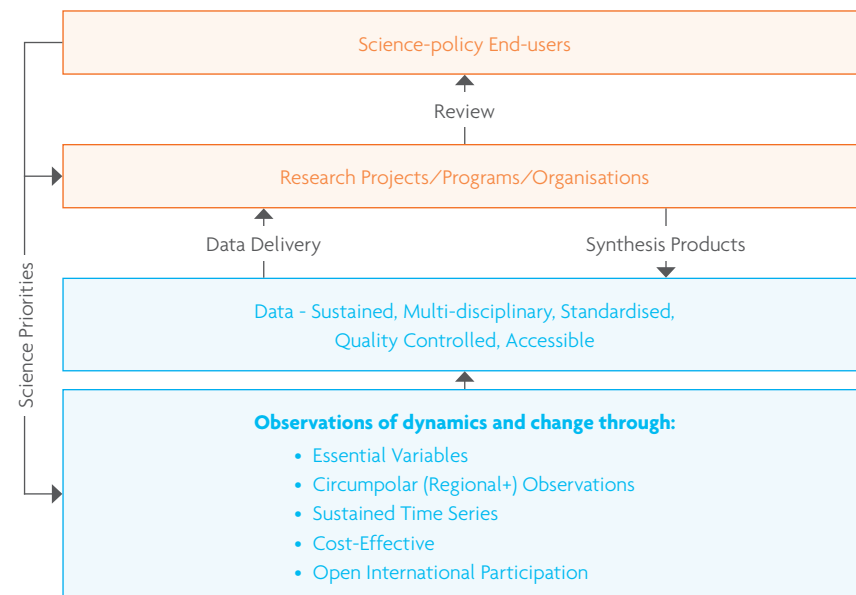 Science-policy End-users
Review
Research Projects/Programs/Organisations
Data Delivery
Synthesis Products
Science Priorities
Data - Sustained, Multi-disciplinary, Standardised,
Quality Controlled, Accessible
Observations of dynamics and change through:
• Essential Variables
• Circumpolar (Regional+) Observations
• Sustained Time Series
• Cost-Effective
• Open International Participation